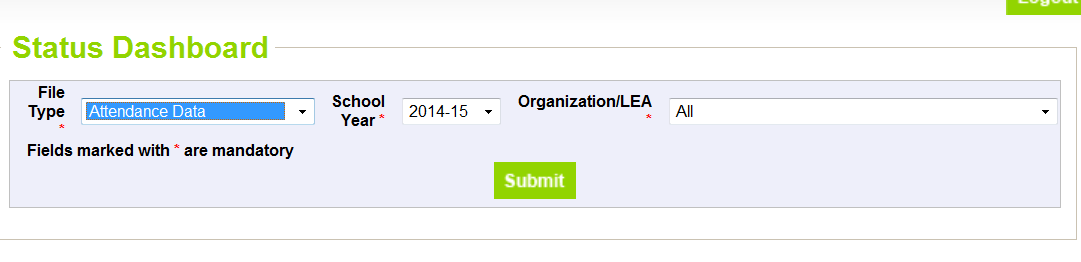 Logout
Status Dashboard
File Type * Attendance Data School Year * 2014-15 Organization/LEA * All
Fields marked with * are mandatory
Submit